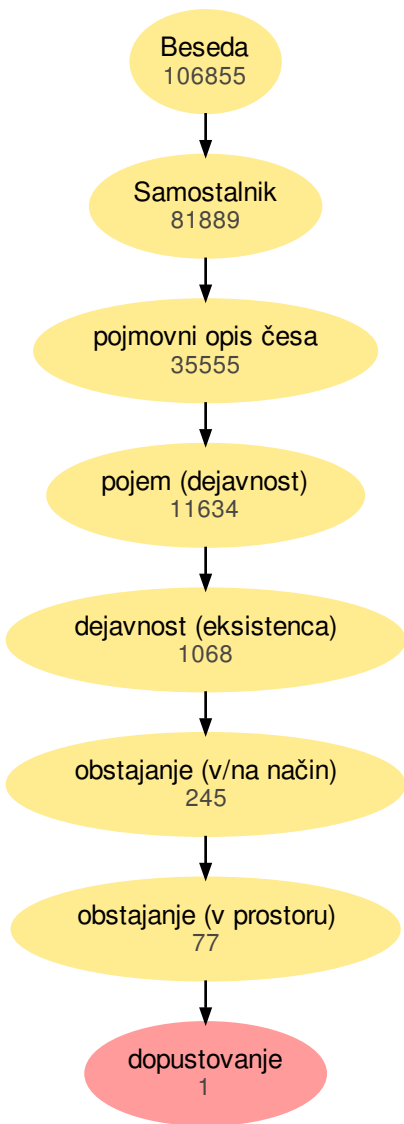 Beseda
106855
Samostalnik
81889
pojmovni opis česa
35555
pojem (dejavnost)
11634
dejavnost (eksistenca)
1068
obstajanje (v/na način)
245
obstajanje (v prostoru)
77
dopustovanje
1